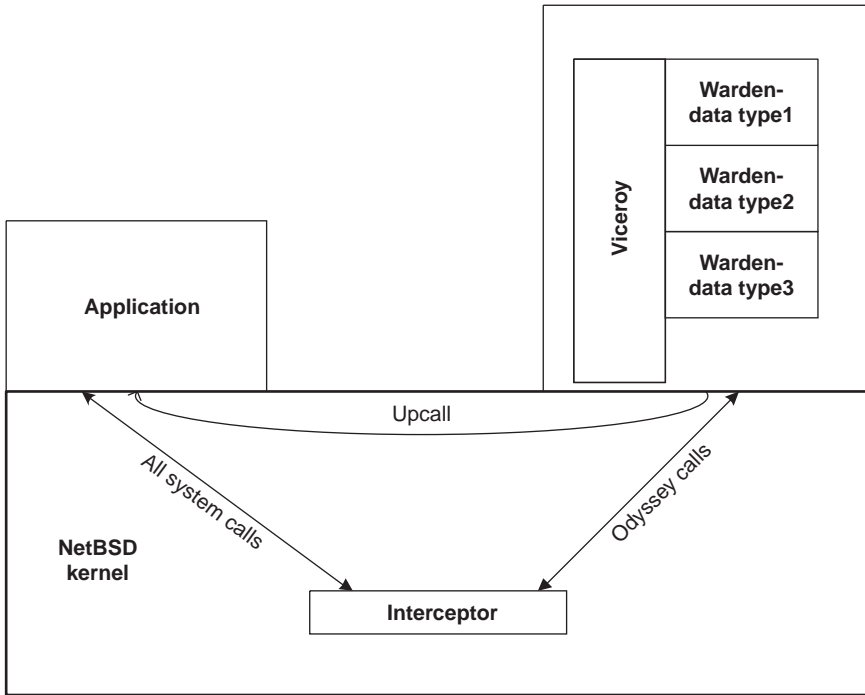 Warden-
data type1
Viceroy
Warden-
data type2
Warden-
data type3
Application
Upcall
All system calls
Odyssey calls
NetBSD
kernel
Interceptor